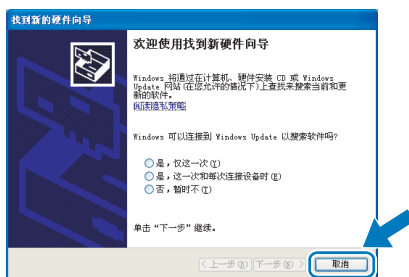 找到新的硬件向导
欢迎使用找到新硬件向导
Windows 将通过在计算机、硬件安装 CD 或 Windows
Update 网站(在您允许的情况下)上查找来搜索当前和更
新的软件。
阅读隐私策略
Windows 可以连接到 Windows Update 以搜索软件吗?
是，仅这一次(Y)
是，这一次和每次连接设备时(E)
否，暂时不(T)
单击“下一步”继续。
< 上一步(B) 下一步(N) > 取消